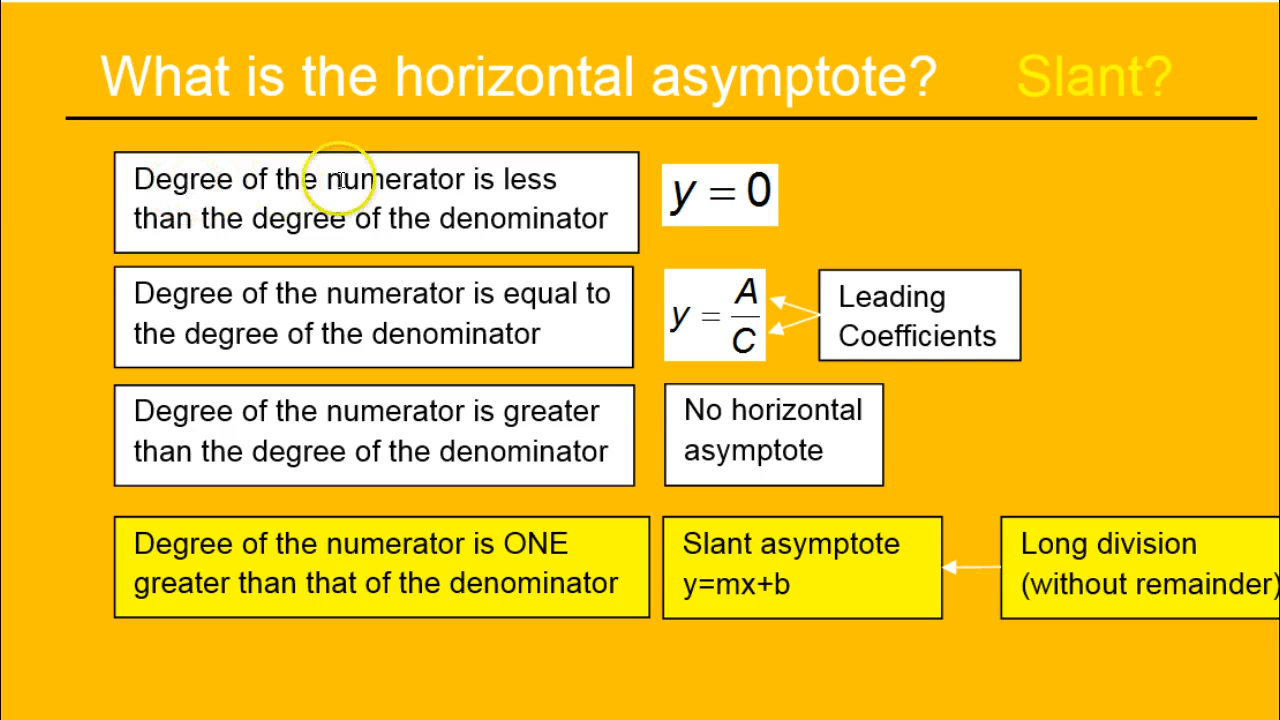 What is the horizontal asymptote? Slant?
Degree of the numerator is less
than the degree of the denominator
y = 0
Degree of the numerator is equal to
the degree of the denominator
y = A/C
Leading
Coefficients
Degree of the numerator is greater
than the degree of the denominator
No horizontal
asymptote
Degree of the numerator is ONE
greater than that of the denominator
Slant asymptote
y=mx+b
Long division
(without remainder)